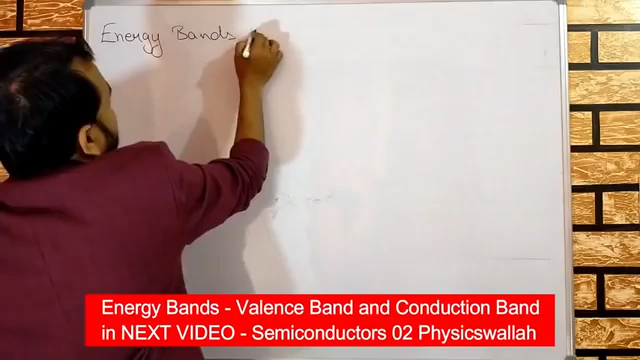 Energy Bands
Energy Bands - Valence Band and Conduction Band
in NEXT VIDEO - Semiconductors 02 Physicswallah